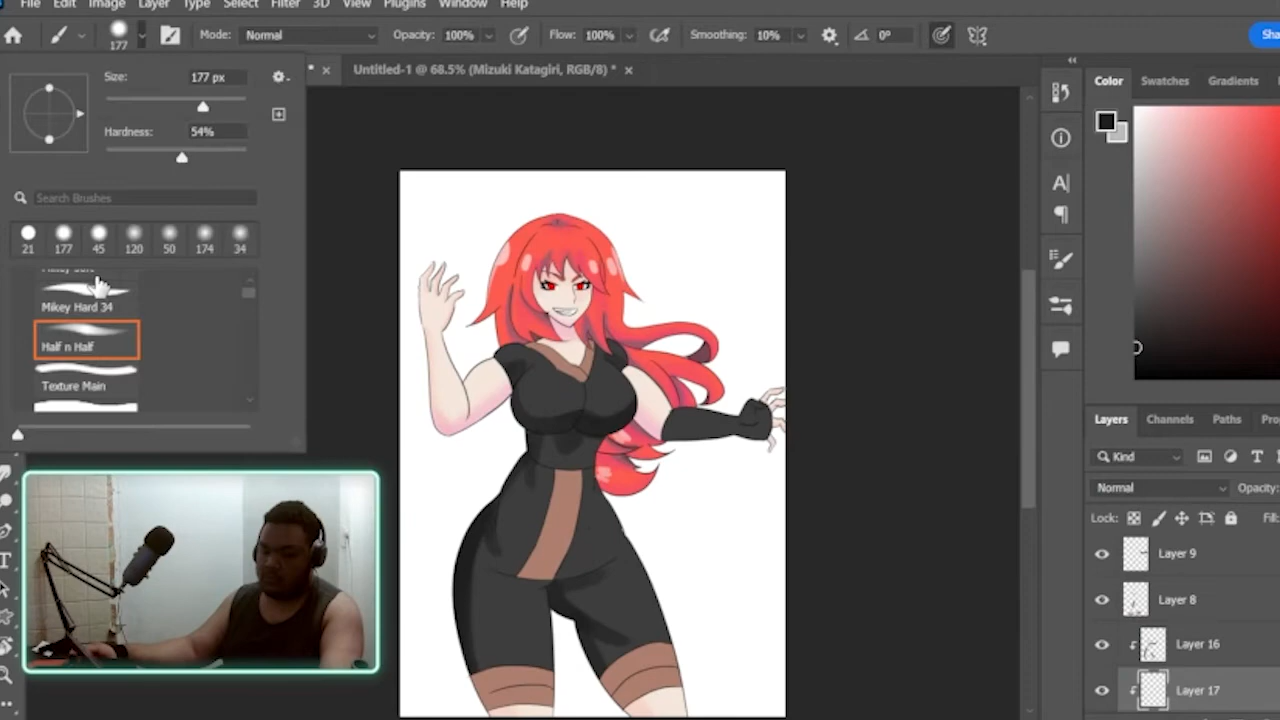 File Edit Image Layer Type Select Filter 3D View Plugins Window Help
177 Mode: Normal Opacity: 100% Flow: 100% Smoothing: 10% 0° Sha
Size: 177 px
Hardness: 54%
Search Brushes
21 177 45 120 50 174 34
Mikey Hard 34
Half n Half
Texture Main
* × Untitled-1 @ 68.5% (Mizuki Katagiri, RGB/8) * ×
Color Swatches Gradients
Layers Channels Paths Pro
Kind
Normal Opacity:
Lock: Fill:
Layer 9
Layer 8
Layer 16
Layer 17